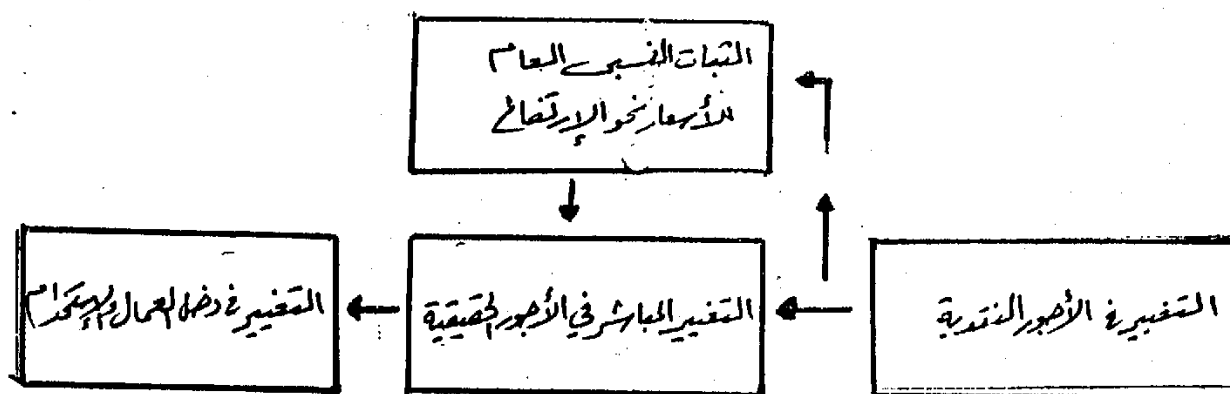 الثبات النسبي العام
للأسعار نحو الإرتفاع
التغيير في الأجور النقدية
التغيير المباشر في الأجور الحقيقية
التغيير في دخل العمال والإستخدام